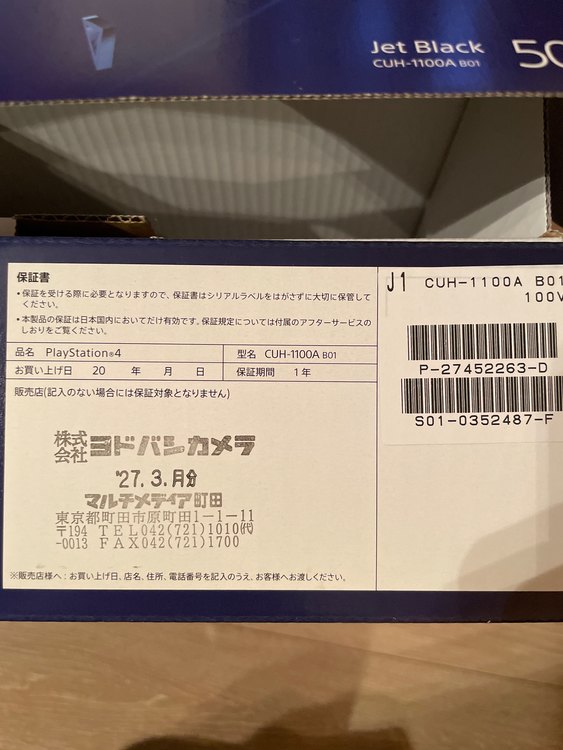 Jet Black
CUH-1100A B01
50
保証書
•保証を受ける際に必要となりますので、保証書はシリアルラベルをはがさずに大切に保管して
ください。
•本製品の保証は日本国内においてだけ有効です。保証規定については付属のアフターサービスの
しおりをご覧ください。
品名 PlayStation®4 型名 CUH-1100A B01
お買い上げ日 20 年 月 日 保証期間 1年
販売店(記入のない場合には保証対象となりません)
株式会社ヨドバシカメラ
'27.3.月分
マルチメディア町田
東京都町田市原町田1-1-11
〒194-0013 TEL042(721)1010㈹
FAX042(721)1700
※販売店様へ：お買い上げ日、店名、住所、電話番号を記入のうえ、お客様へお渡しください。
J1 CUH-1100A B01
100V
P-27452263-D
S01-0352487-F